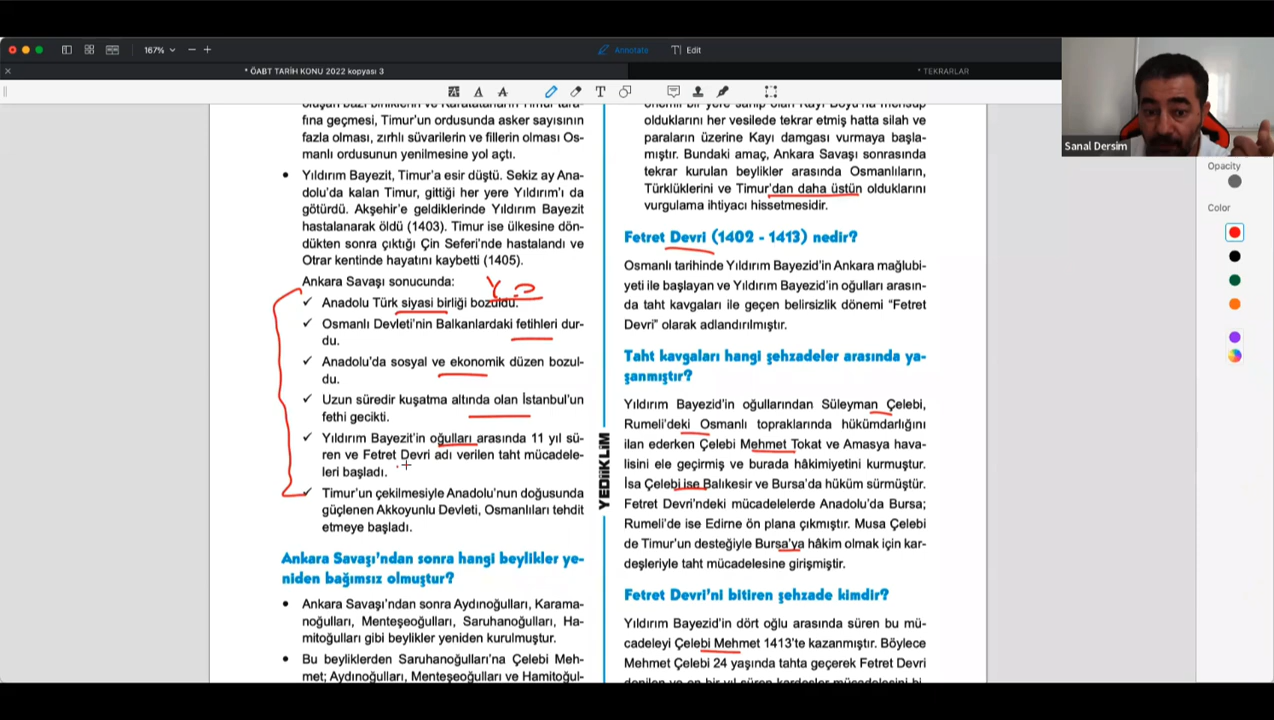 167%
Annotate
Edit
* ÖABT TARİH KONU 2022 kopyası 3
* TEKRARLAR
Sanal Dersim
Opacity
Color
fına geçmesi, Timur'un ordusunda asker sayısının
fazla olması, zırhlı süvarilerin ve fillerin olması Os-
manlı ordusunun yenilmesine yol açtı.
• Yıldırım Bayezit, Timur'a esir düştü. Sekiz ay Ana-
dolu'da kalan Timur, gittiği her yere Yıldırım'ı da
götürdü. Akşehir'e geldiklerinde Yıldırım Bayezit
hastalanarak öldü (1403). Timur ise ülkesine dön-
dükten sonra çıktığı Çin Seferi'nde hastalandı ve
Otrar kentinde hayatını kaybetti (1405).
Ankara Savaşı sonucunda:
✓ Anadolu Türk siyasi birliği bozuldu.
✓ Osmanlı Devleti'nin Balkanlardaki fetihleri dur-
du.
✓ Anadolu'da sosyal ve ekonomik düzen bozul-
du.
✓ Uzun süredir kuşatma altında olan İstanbul'un
fethi gecikti.
✓ Yıldırım Bayezit'in oğulları arasında 11 yıl sü-
ren ve Fetret Devri adı verilen taht mücadele-
leri başladı.
✓ Timur'un çekilmesiyle Anadolu'nun doğusunda
güçlenen Akkoyunlu Devleti, Osmanlıları tehdit
etmeye başladı.
Ankara Savaşı'ndan sonra hangi beylikler ye-
niden bağımsız olmuştur?
• Ankara Savaşı'ndan sonra Aydınoğulları, Karama-
noğulları, Menteşeoğulları, Saruhanoğulları, Ha-
mitoğulları gibi beylikler yeniden kurulmuştur.
• Bu beyliklerden Saruhanoğulları'na Çelebi Meh-
met; Aydınoğulları, Menteşeoğulları ve Hamitoğul-
YEDİİKLİM
önemli bir yere sahip olan Kayı Boyu'na mensup
olduklarını her vesilede tekrar etmiş hatta silah ve
paraların üzerine Kayı damgası vurmaya başla-
mıştır. Bundaki amaç, Ankara Savaşı sonrasında
tekrar kurulan beylikler arasında Osmanlıların,
Türklüklerini ve Timur'dan daha üstün olduklarını
vurgulama ihtiyacı hissetmesidir.
Fetret Devri (1402 - 1413) nedir?
Osmanlı tarihinde Yıldırım Bayezid'in Ankara mağlubi-
yeti ile başlayan ve Yıldırım Bayezid'in oğulları arasın-
da taht kavgaları ile geçen belirsizlik dönemi "Fetret
Devri" olarak adlandırılmıştır.
Taht kavgaları hangi şehzadeler arasında ya-
şanmıştır?
Yıldırım Bayezid'in oğullarından Süleyman Çelebi,
Rumeli'deki Osmanlı topraklarında hükümdarlığını
ilan ederken Çelebi Mehmet Tokat ve Amasya hava-
lisini ele geçirmiş ve burada hâkimiyetini kurmuştur.
İsa Çelebi ise Balıkesir ve Bursa'da hüküm sürmüştür.
Fetret Devri'ndeki mücadelelerde Anadolu'da Bursa;
Rumeli'de ise Edirne ön plana çıkmıştır. Musa Çelebi
de Timur'un desteğiyle Bursa'ya hâkim olmak için kar-
deşleriyle taht mücadelesine girişmiştir.
Fetret Devri'ni bitiren şehzade kimdir?
Yıldırım Bayezid'in dört oğlu arasında süren bu mü-
cadeleyi Çelebi Mehmet 1413'te kazanmıştır. Böylece
Mehmet Çelebi 24 yaşında tahta geçerek Fetret Devri